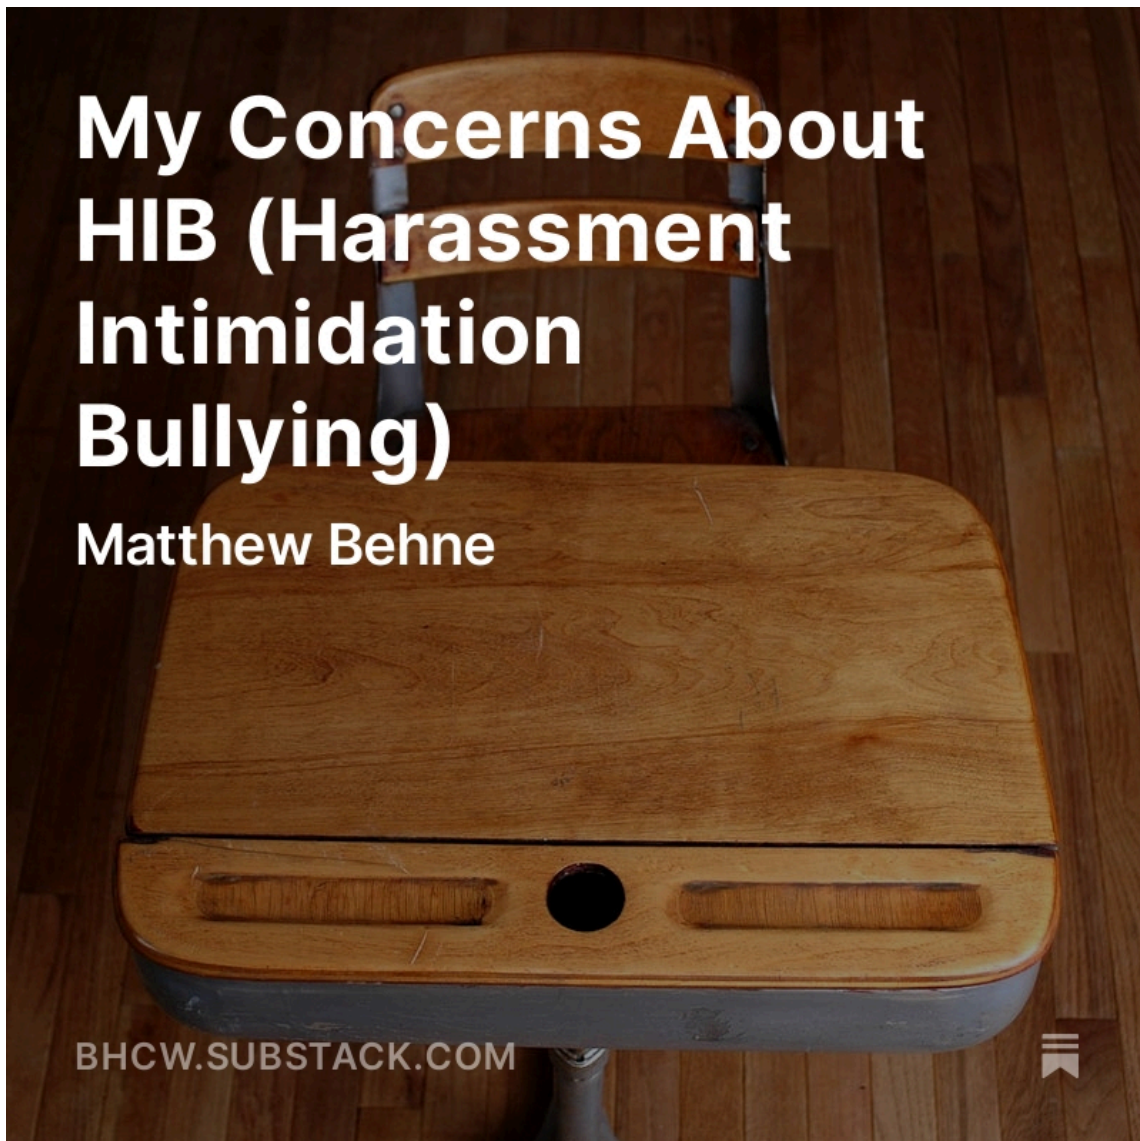 My Concerns About
HIB (Harassment
Intimidation
Bullying)
Matthew Behne
BHCW.SUBSTACK.COM